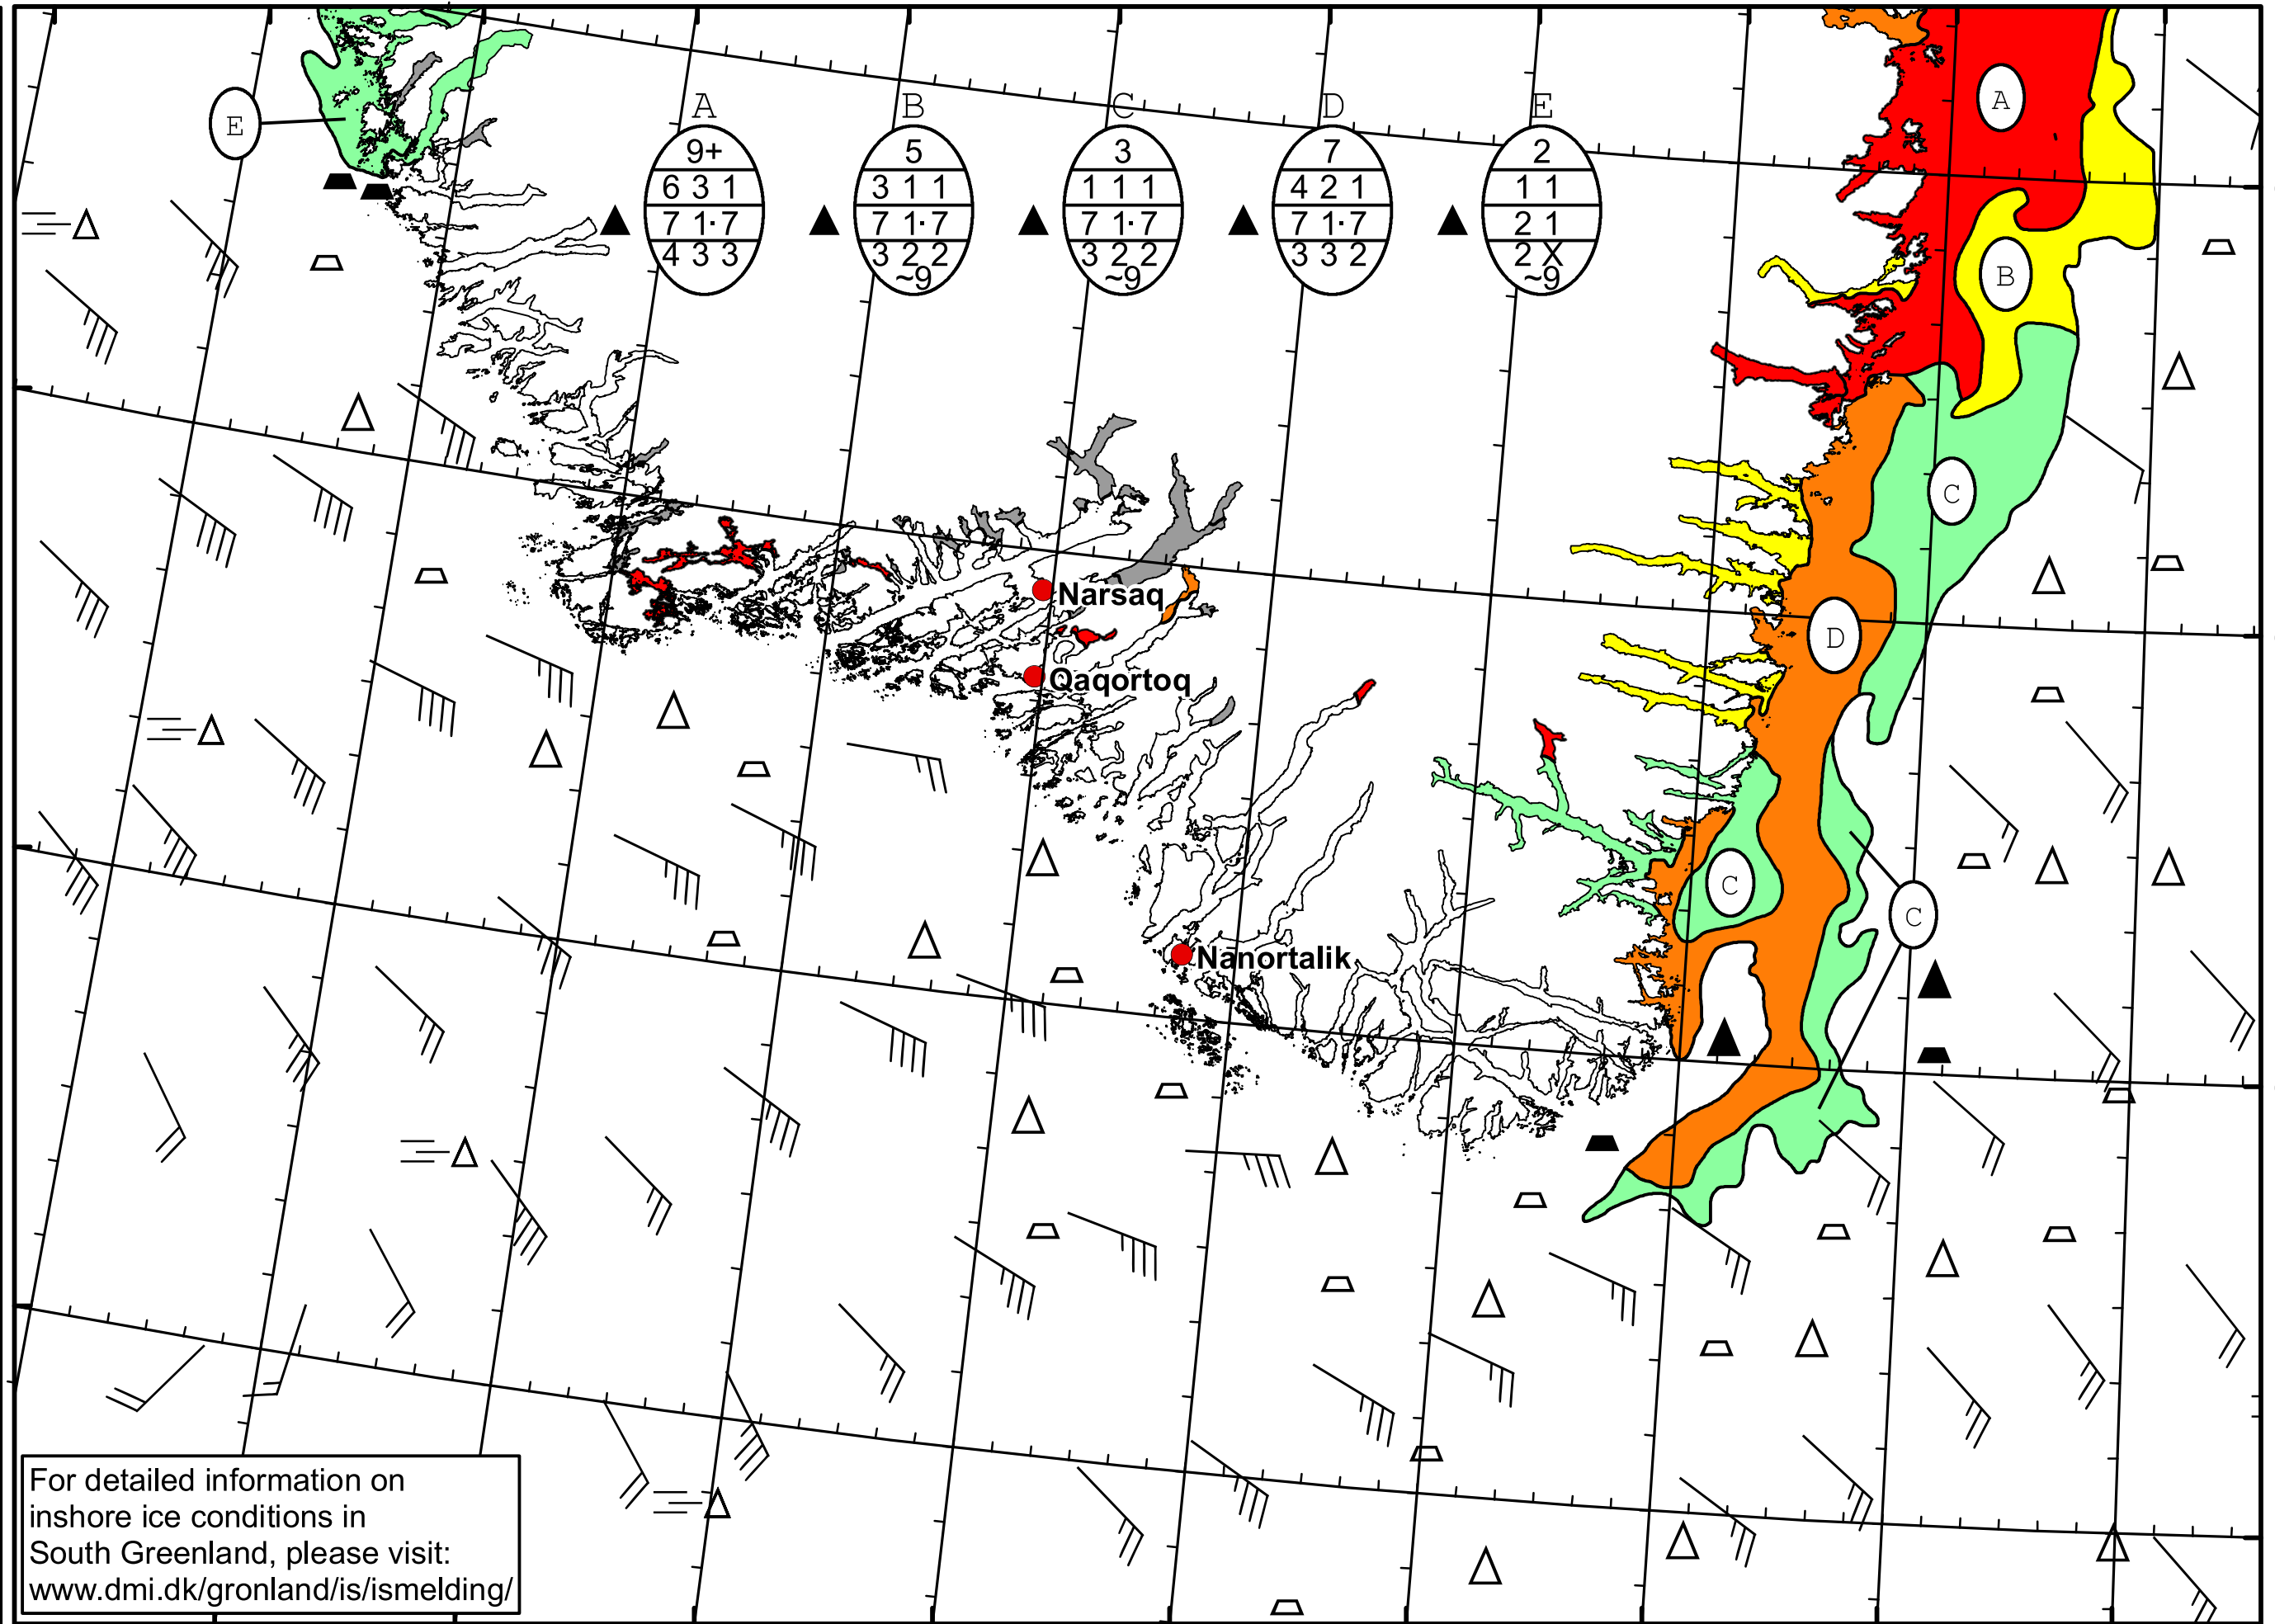 A
E
A B C D E
9+ 5 3 7 2
6 3 1 3 1 1 1 1 1 4 2 1 1 1
7 1· 7 7 1· 7 7 1· 7 7 1· 7 2 1
4 3 3 3 2 2 3 2 2 3 3 2 2 X
~9 ~9 ~9
B
C
Narsaq
D
Qaqortoq
C
C
Nanortalik
For detailed information on
inshore ice conditions in
South Greenland, please visit:
www.dmi.dk/gronland/is/ismelding/